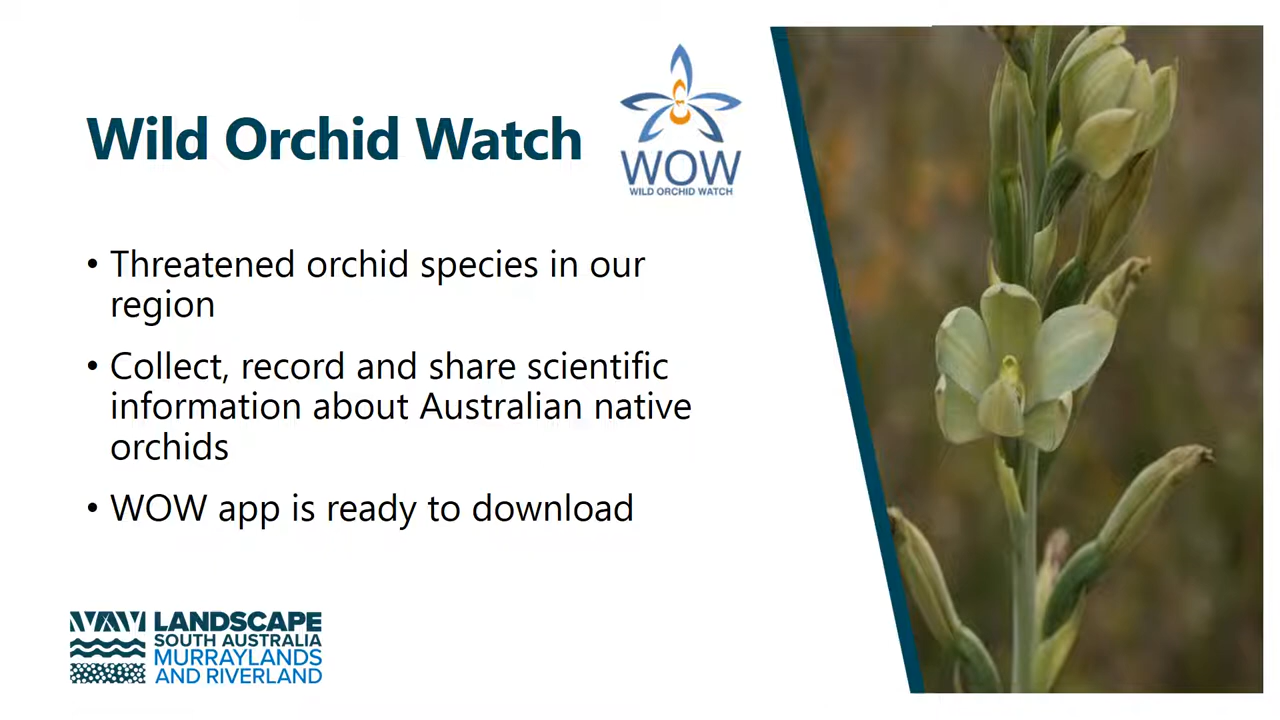 Wild Orchid Watch
WOW
WILD ORCHID WATCH
• Threatened orchid species in our
region
• Collect, record and share scientific
information about Australian native
orchids
• WOW app is ready to download
LANDSCAPE
SOUTH AUSTRALIA
MURRAYLANDS
AND RIVERLAND